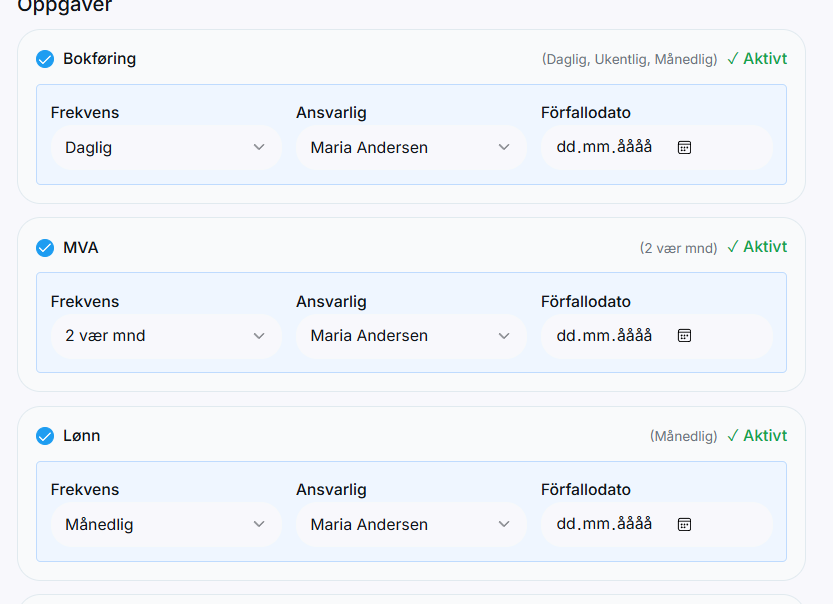 Oppgaver
Bokføring (Daglig, Ukentlig, Månedlig) ✓ Aktivt
Frekvens Ansvarlig Förfallodato
Daglig Maria Andersen dd.mm.åååå
MVA (2 vær mnd) ✓ Aktivt
Frekvens Ansvarlig Förfallodato
2 vær mnd Maria Andersen dd.mm.åååå
Lønn (Månedlig) ✓ Aktivt
Frekvens Ansvarlig Förfallodato
Månedlig Maria Andersen dd.mm.åååå